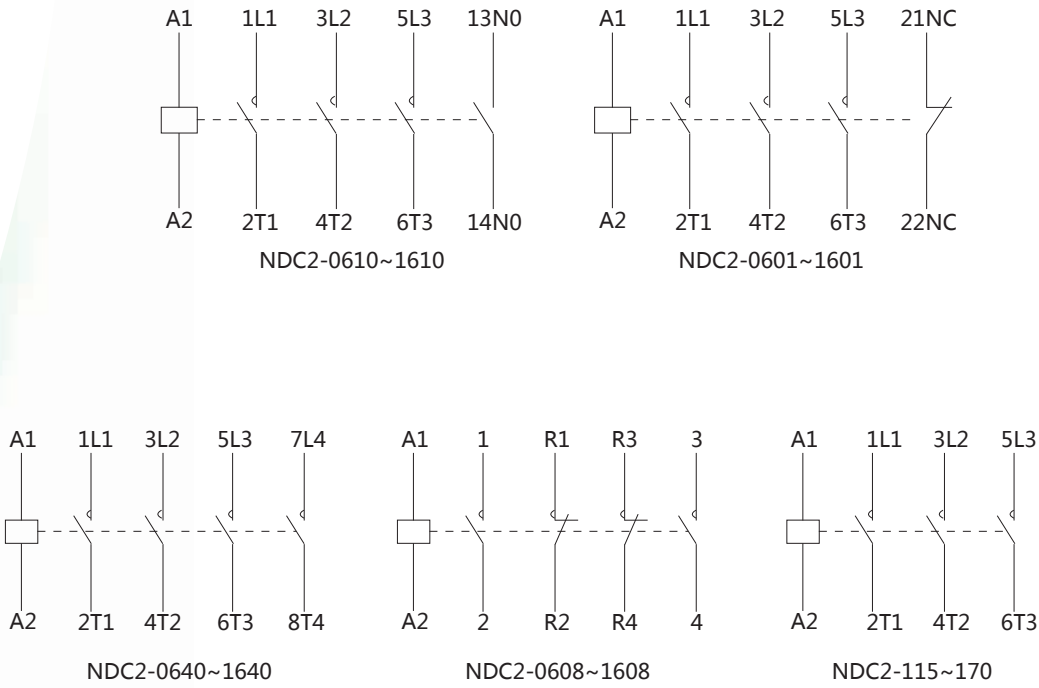 A1 1L1 3L2 5L3 13N0 A1 1L1 3L2 5L3 21NC
A2 2T1 4T2 6T3 14N0 A2 2T1 4T2 6T3 22NC
NDC2-0610~1610 NDC2-0601~1601
A1 1L1 3L2 5L3 7L4 A1 1 R1 R3 3 A1 1L1 3L2 5L3
A2 2T1 4T2 6T3 8T4 A2 2 R2 R4 4 A2 2T1 4T2 6T3
NDC2-0640~1640 NDC2-0608~1608 NDC2-115~170